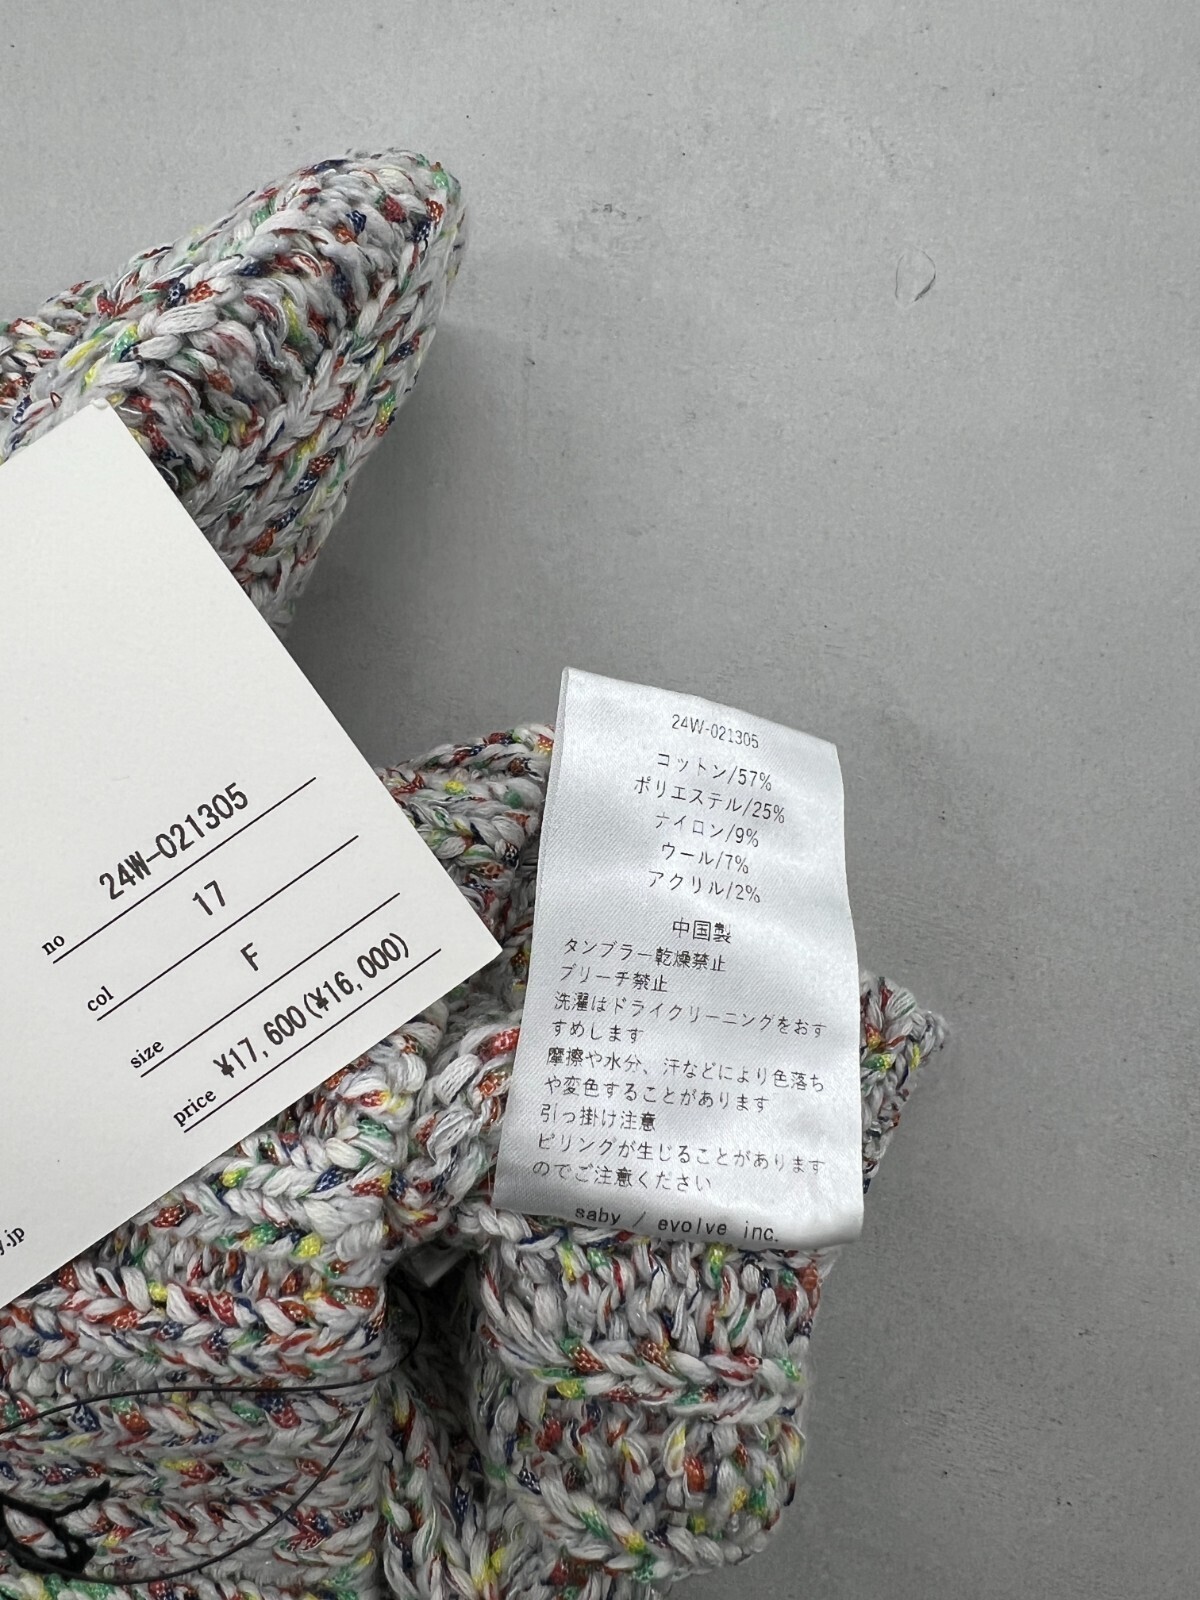 no 24W-021305
col 17
size F
price ¥17,600(¥16,000)
y.jp
24W-021305
コットン/57%
ポリエステル/25%
ナイロン/9%
ウール/7%
アクリル/2%
中国製
タンブラー乾燥禁止
ブリーチ禁止
洗濯はドライクリーニングをおす
すめします
摩擦や水分、汗などにより色落ち
や変色することがあります
引っ掛け注意
ピリングが生じることがあります
のでご注意ください
saby / evolve inc.